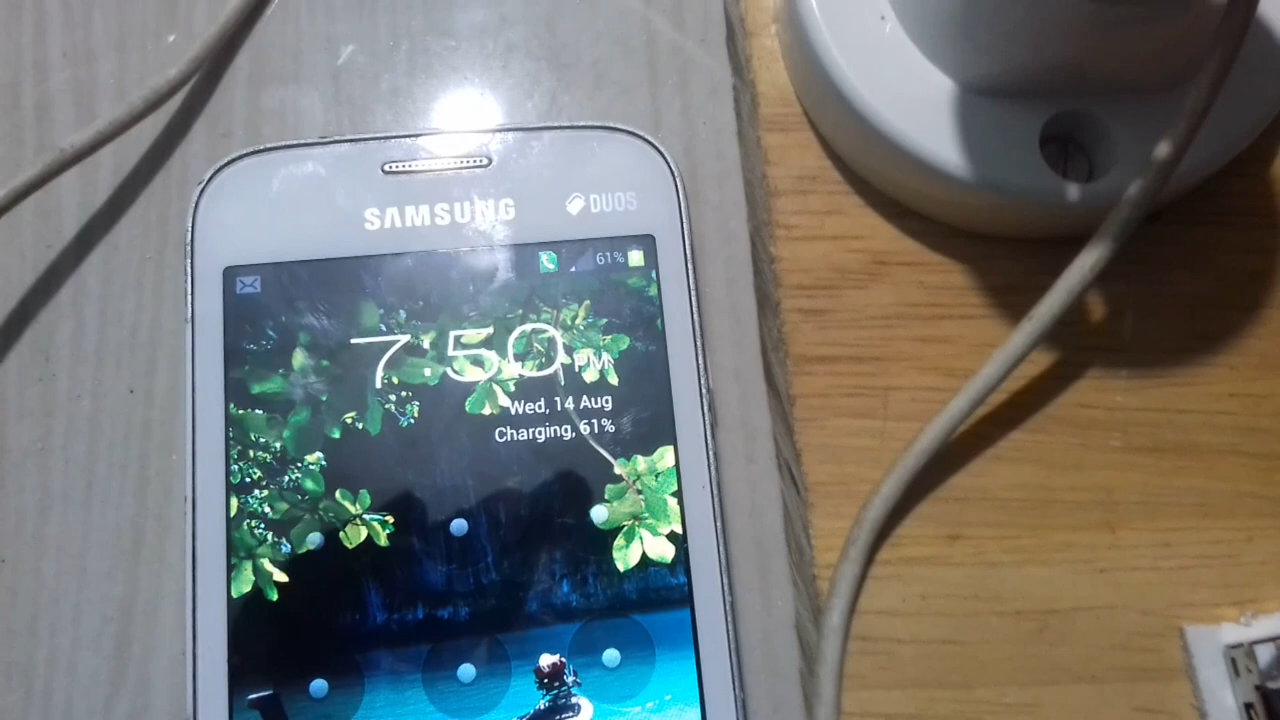 SAMSUNG
DUOS
61%
7:50 PM
Wed, 14 Aug
Charging, 61%